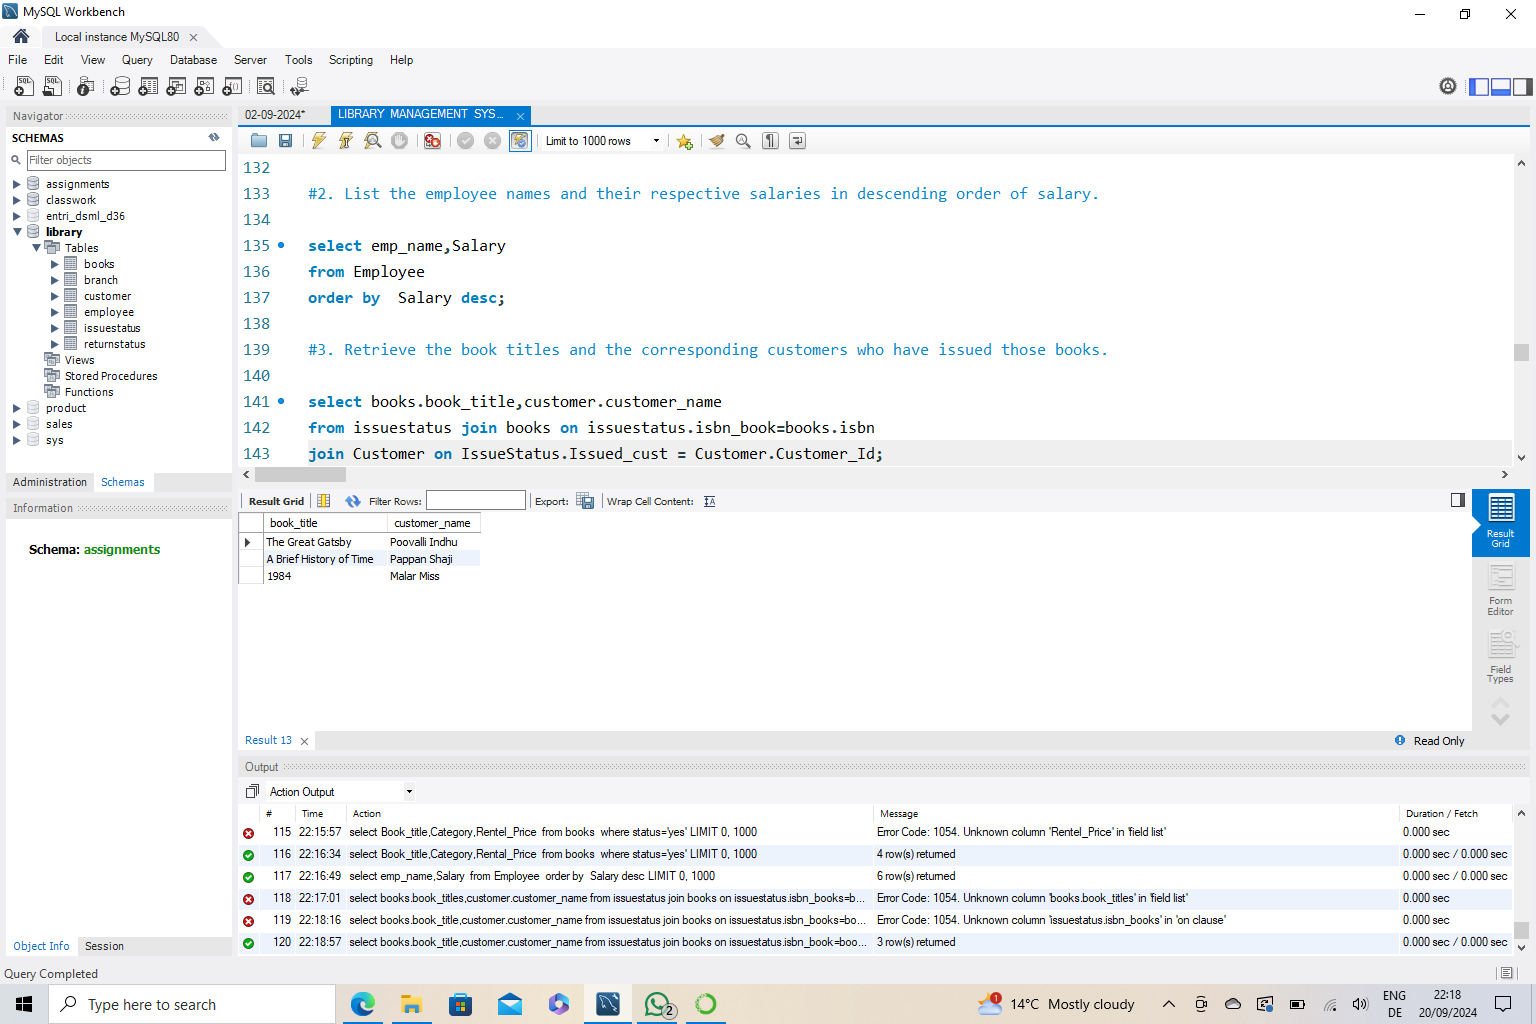 MySQL Workbench
Local instance MySQL80
File Edit View Query Database Server Tools Scripting Help
Navigator
SCHEMAS
Filter objects
assignments
classwork
entri_dsml_d36
library
Tables
books
branch
customer
employee
issuestatus
returnstatus
Views
Stored Procedures
Functions
product
sales
sys
Administration Schemas
Information
Schema: assignments
Object Info Session
02-09-2024* LIBRARY MANAGEMENT SYS...
Limit to 1000 rows
132
133 #2. List the employee names and their respective salaries in descending order of salary.
134
135 select emp_name,Salary
136 from Employee
137 order by Salary desc;
138
139 #3. Retrieve the book titles and the corresponding customers who have issued those books.
140
141 select books.book_title,customer.customer_name
142 from issuestatus join books on issuestatus.isbn_book=books.isbn
143 join Customer on IssueStatus.Issued_cust = Customer.Customer_Id;
Result Grid Filter Rows: Export: Wrap Cell Content:
book_title customer_name
The Great Gatsby Poovalli Indhu
A Brief History of Time Pappan Shaji
1984 Malar Miss
Result Grid
Form Editor
Field Types
Result 13
Read Only
Output
Action Output
# Time Action Message Duration / Fetch
115 22:15:57 select Book_title,Category,Rentel_Price from books where status='yes' LIMIT 0, 1000 Error Code: 1054. Unknown column 'Rentel_Price' in 'field list' 0.000 sec
116 22:16:34 select Book_title,Category,Rental_Price from books where status='yes' LIMIT 0, 1000 4 row(s) returned 0.000 sec / 0.000 sec
117 22:16:49 select emp_name,Salary from Employee order by Salary desc LIMIT 0, 1000 6 row(s) returned 0.000 sec / 0.000 sec
118 22:17:01 select books.book_titles,customer.customer_name from issuestatus join books on issuestatus.isbn_books=b... Error Code: 1054. Unknown column 'books.book_titles' in 'field list' 0.000 sec
119 22:18:16 select books.book_title,customer.customer_name from issuestatus join books on issuestatus.isbn_books=bo... Error Code: 1054. Unknown column 'issuestatus.isbn_books' in 'on clause' 0.000 sec
120 22:18:57 select books.book_title,customer.customer_name from issuestatus join books on issuestatus.isbn_book=boo... 3 row(s) returned 0.000 sec / 0.000 sec
Query Completed
Type here to search
2
1
14°C Mostly cloudy
ENG
DE
22:18
20/09/2024